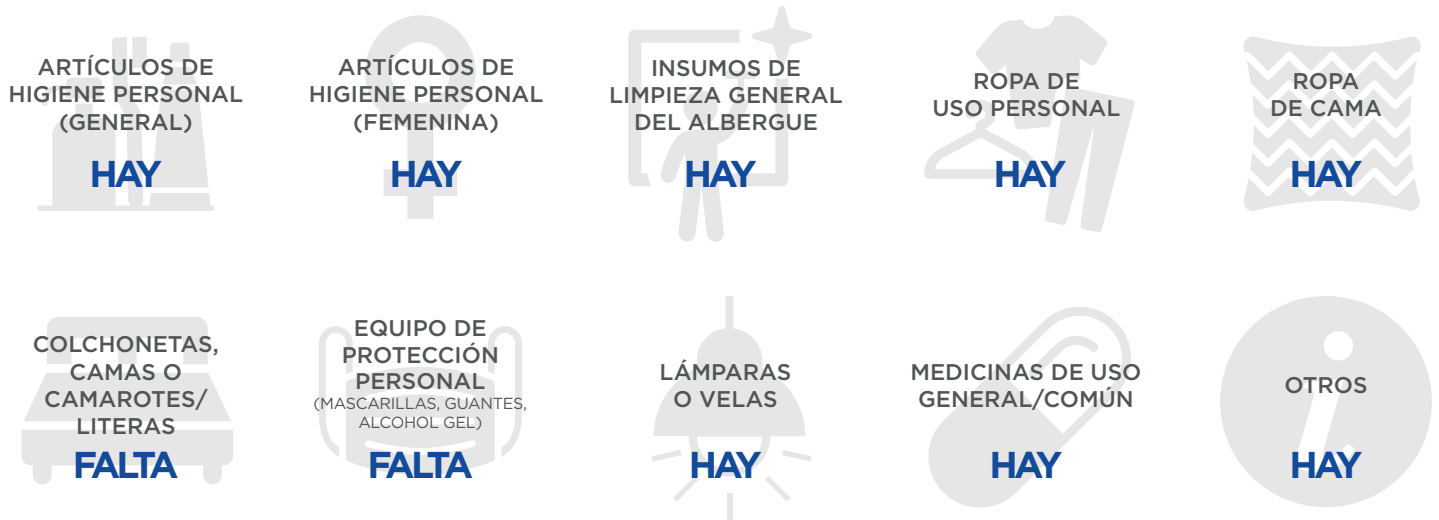 ARTÍCULOS DE
HIGIENE PERSONAL
(GENERAL)
HAY
ARTÍCULOS DE
HIGIENE PERSONAL
(FEMENINA)
HAY
INSUMOS DE
LIMPIEZA GENERAL
DEL ALBERGUE
HAY
ROPA DE
USO PERSONAL
HAY
ROPA
DE CAMA
HAY
COLCHONETAS,
CAMAS O
CAMAROTES/
LITERAS
FALTA
EQUIPO DE
PROTECCIÓN
PERSONAL
(MASCARILLAS, GUANTES,
ALCOHOL GEL)
FALTA
LÁMPARAS
O VELAS
HAY
MEDICINAS DE USO
GENERAL/COMÚN
HAY
OTROS
HAY